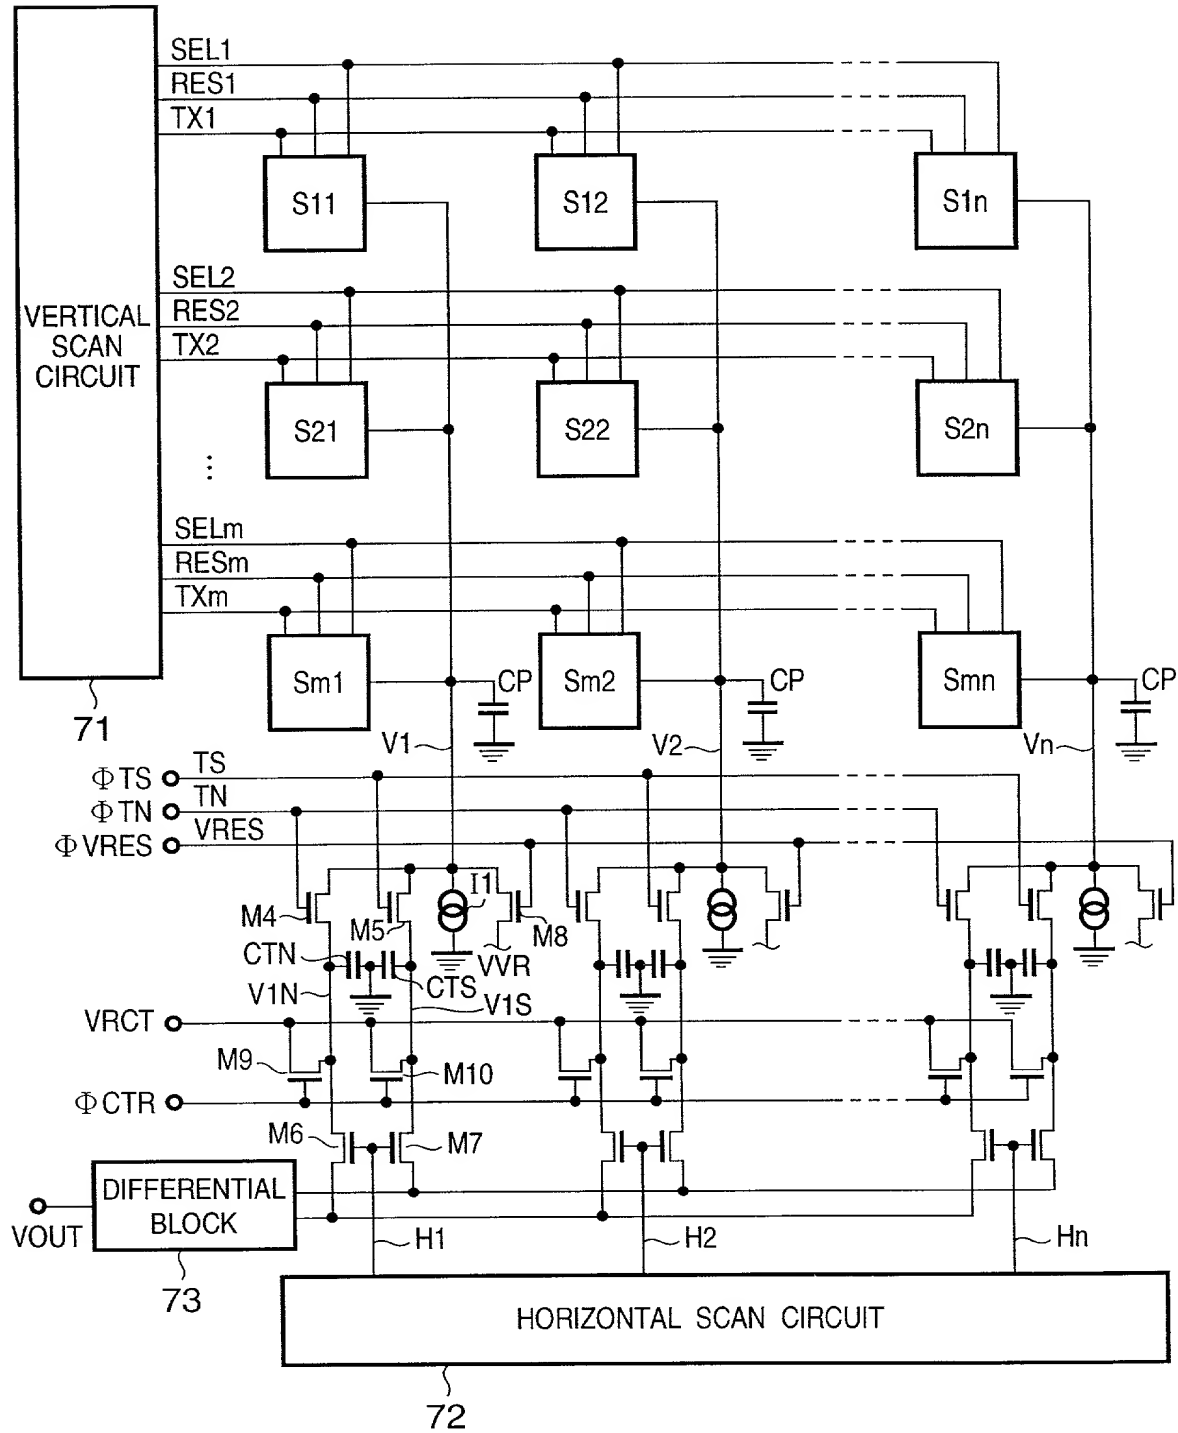 SEL1
RES1
TX1
S11 S12 S1n
SEL2
RES2
TX2
VERTICAL
SCAN
CIRCUIT
S21 S22 S2n
⋮
SELm
RESm
TXm
Sm1 Sm2 Smn
CP CP CP
71
V1 V2 Vn
ΦTS TS
ΦTN TN
ΦVRES VRES
I1
M4 M5 M8
CTN CTS VVR
V1N V1S
VRCT
M9 M10
ΦCTR
M6 M7
DIFFERENTIAL
BLOCK
VOUT
H1 H2 Hn
73
HORIZONTAL SCAN CIRCUIT
72